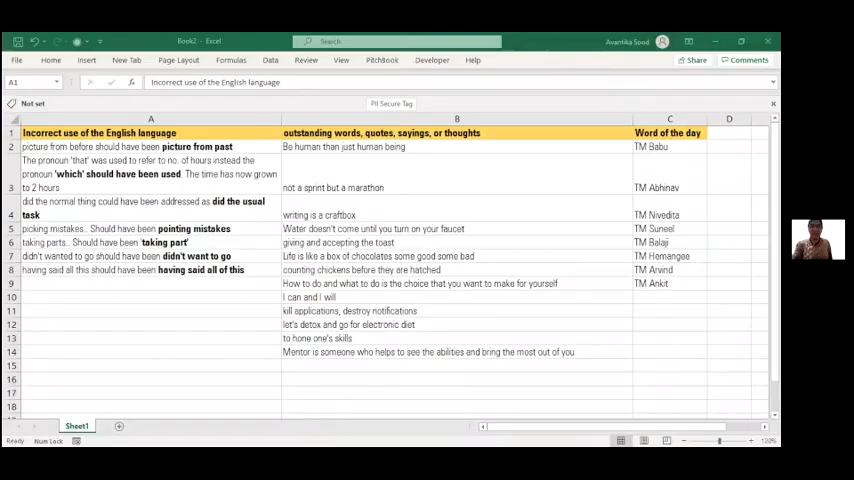 Book2 - Excel
Search
Avantika Sood
File Home Insert New Tab Page Layout Formulas Data Review View PitchBook Developer Help
Share Comments
A1 fx Incorrect use of the English language
Not set PII Secure Tag
A B C D
1 Incorrect use of the English language outstanding words, quotes, sayings, or thoughts Word of the day
2 picture from before should have been picture from past Be human than just human being TM Babu
The pronoun 'that' was used to refer to no. of hours instead the
pronoun 'which' should have been used. The time has now grown
3 to 2 hours not a sprint but a marathon TM Abhinav
did the normal thing could have been addressed as did the usual
4 task writing is a craftbox TM Nivedita
5 picking mistakes.. Should have been pointing mistakes Water doesn't come until you turn on your faucet TM Suneel
6 taking parts.. Should have been 'taking part' giving and accepting the toast TM Balaji
7 didn't wanted to go should have been didn't want to go Life is like a box of chocolates some good some bad TM Hemangee
8 having said all this should have been having said all of this counting chickens before they are hatched TM Arvind
9 How to do and what to do is the choice that you want to make for yourself TM Ankit
10 I can and I will
11 kill applications, destroy notifications
12 let's detox and go for electronic diet
13 to hone one's skills
14 Mentor is someone who helps to see the abilities and bring the most out of you
15
16
17
18
Sheet1
Ready Num Lock 120%